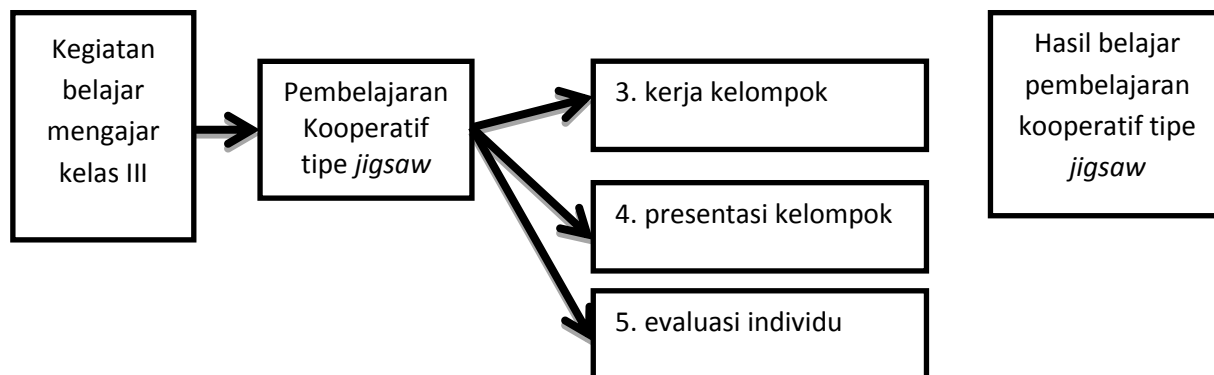 Kegiatan
belajar
mengajar
kelas III
Pembelajaran
Kooperatif
tipe jigsaw
3. kerja kelompok
4. presentasi kelompok
5. evaluasi individu
Hasil belajar
pembelajaran
kooperatif tipe
jigsaw